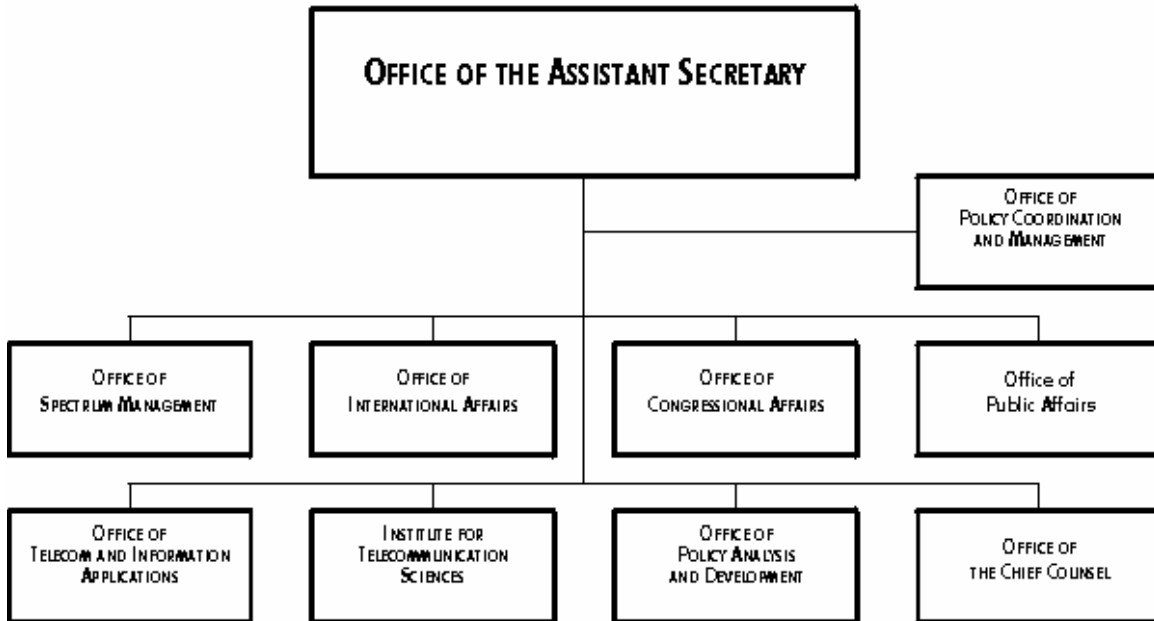 OFFICE OF THE ASSISTANT SECRETARY
OFFICE OF
POLICY COORDINATION
AND MANAGEMENT
OFFICE OF
SPECTRUM MANAGEMENT
OFFICE OF
INTERNATIONAL AFFAIRS
OFFICE OF
CONGRESSIONAL AFFAIRS
Office of
Public Affairs
OFFICE OF
TELECOM AND INFORMATION
APPLICATIONS
INSTITUTE FOR
TELECOMMUNICATION
SCIENCES
OFFICE OF
POLICY ANALYSIS
AND DEVELOPMENT
OFFICE OF
THE CHIEF COUNSEL